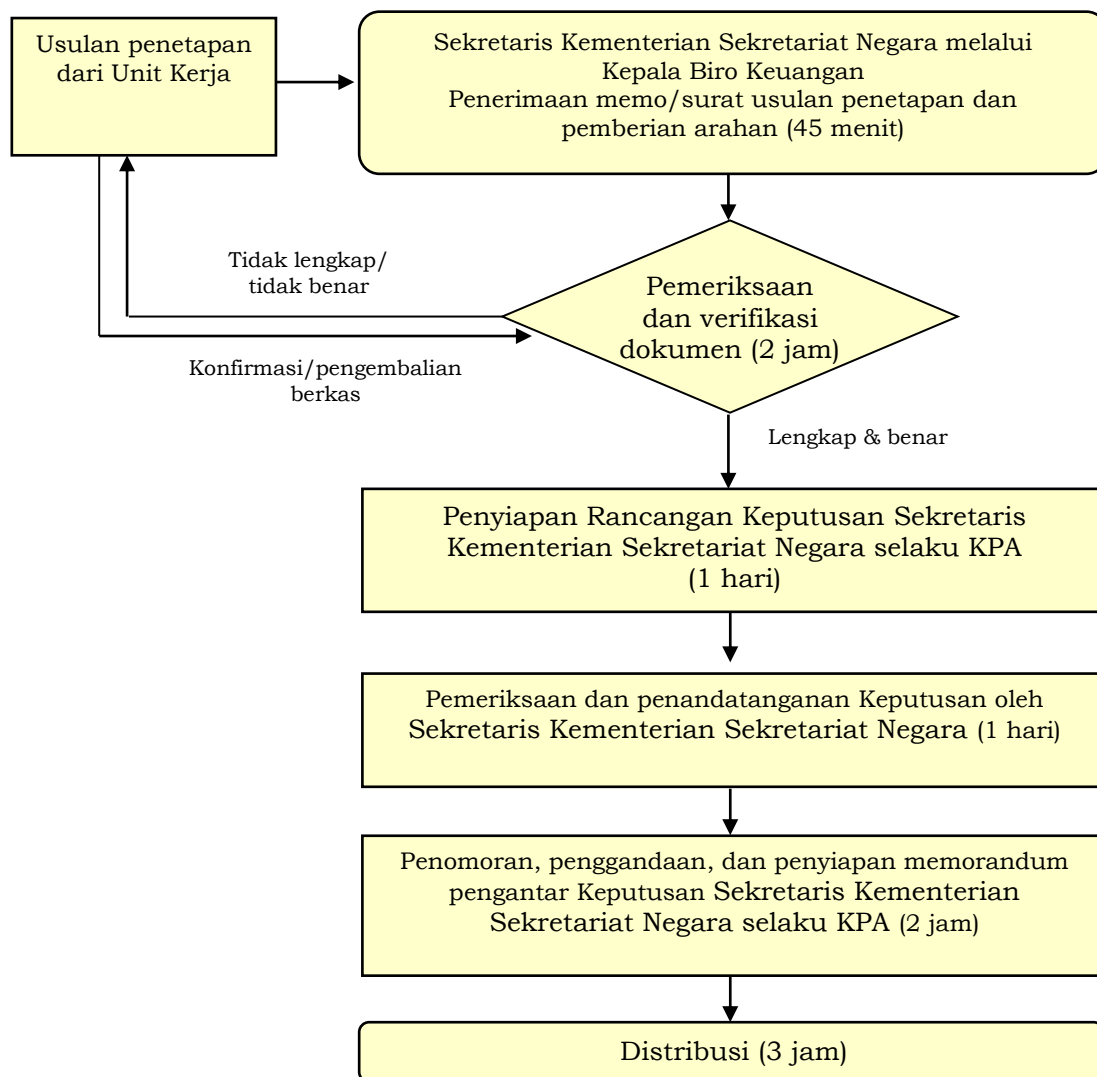 Usulan penetapan
dari Unit Kerja
Sekretaris Kementerian Sekretariat Negara melalui
Kepala Biro Keuangan
Penerimaan memo/surat usulan penetapan dan
pemberian arahan (45 menit)
Tidak lengkap/
tidak benar
Pemeriksaan
dan verifikasi
dokumen (2 jam)
Konfirmasi/pengembalian
berkas
Lengkap & benar
Penyiapan Rancangan Keputusan Sekretaris
Kementerian Sekretariat Negara selaku KPA
(1 hari)
Pemeriksaan dan penandatanganan Keputusan oleh
Sekretaris Kementerian Sekretariat Negara (1 hari)
Penomoran, penggandaan, dan penyiapan memorandum
pengantar Keputusan Sekretaris Kementerian
Sekretariat Negara selaku KPA (2 jam)
Distribusi (3 jam)